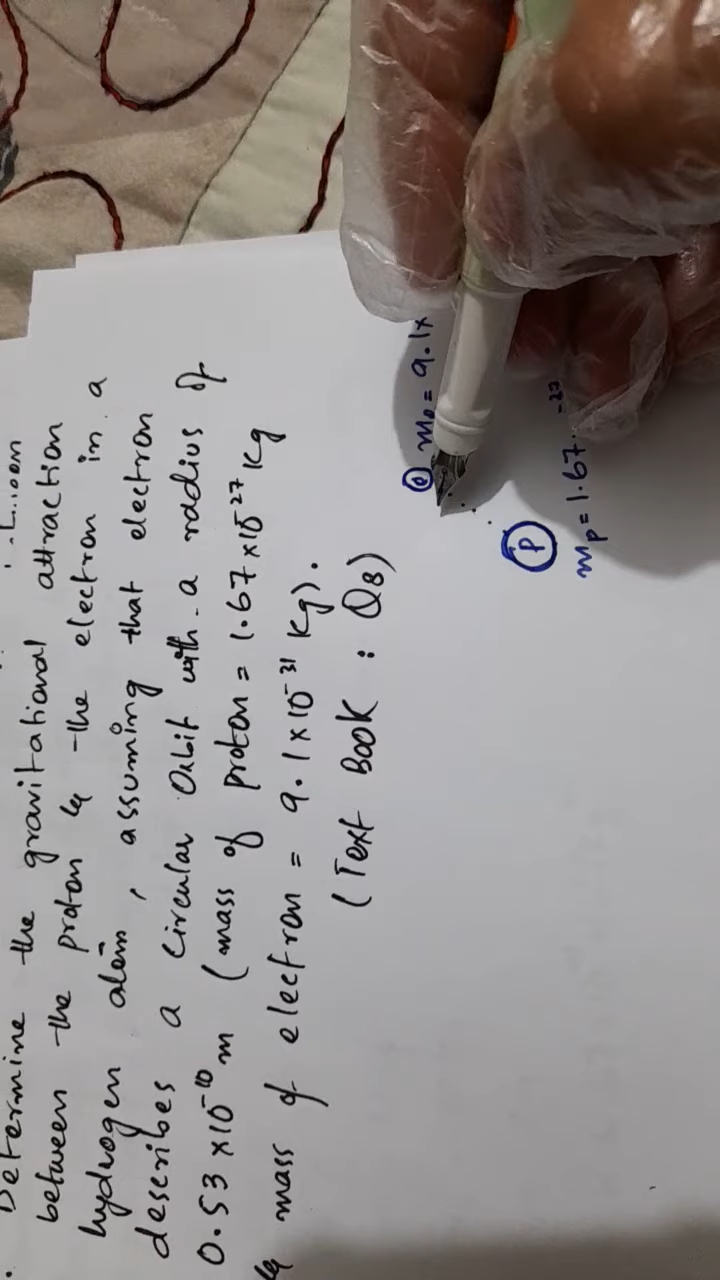 Determine the gravitational attraction
between the proton & the electron in a
hydrogen atom, assuming that electron
describes a circular orbit with a radius of
0.53 × 10⁻¹⁰ m (mass of proton = 1.67 × 10⁻²⁷ Kg
& mass of electron = 9.1 × 10⁻³¹ Kg).
(Text Book : Q8)
e mₑ = 9.1×
P
mₚ = 1.67 ⁻²⁷